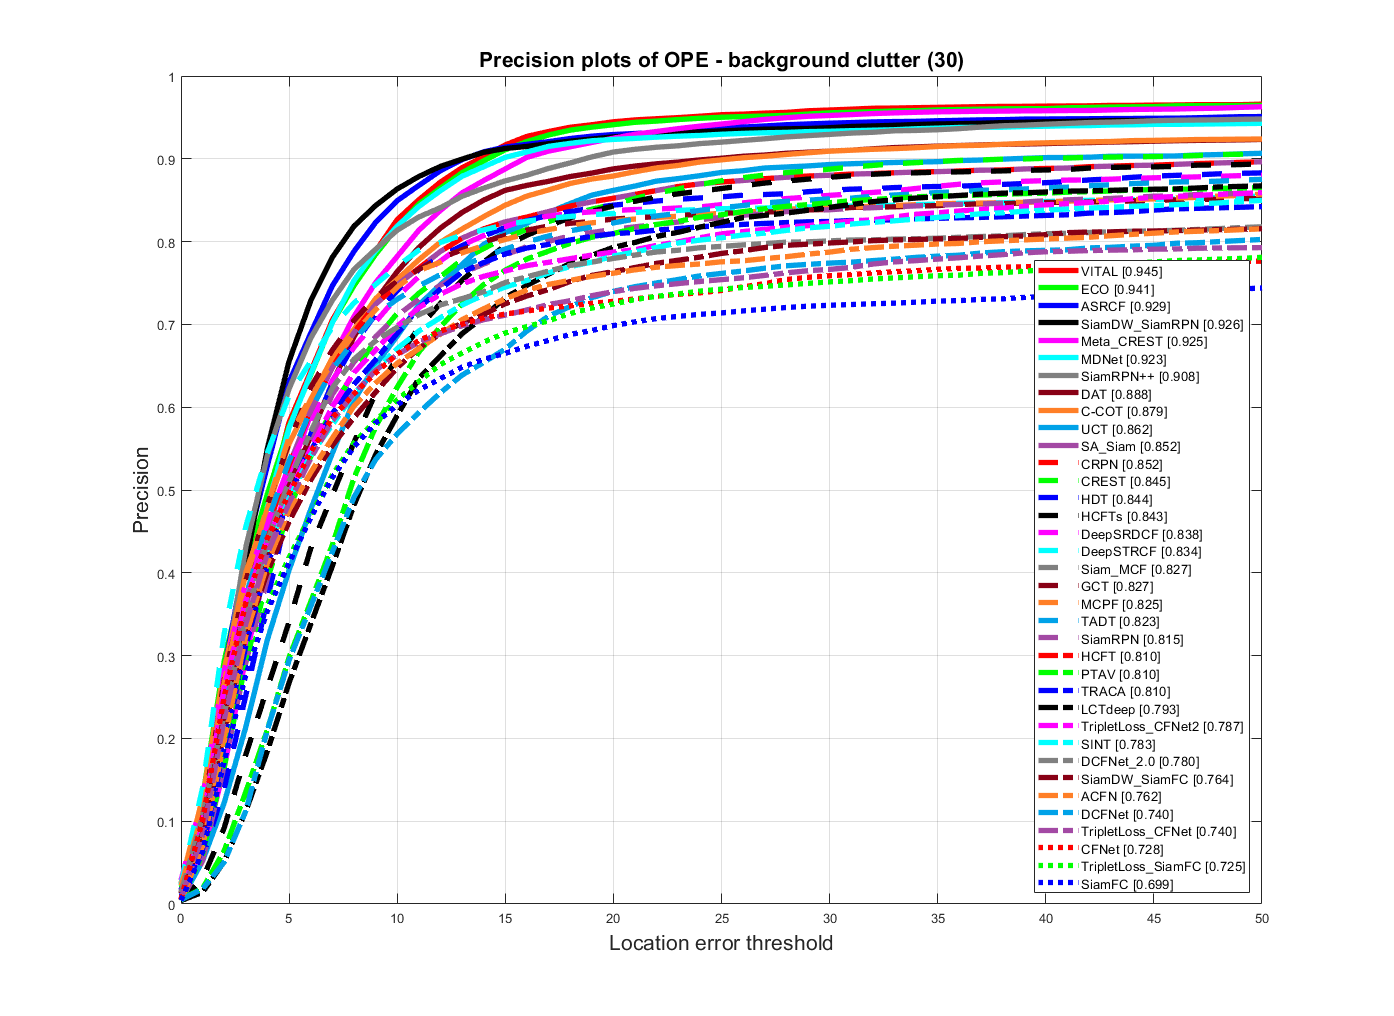 Precision plots of OPE - background clutter (30)
1
0.9
0.8
0.7
0.6
0.5
0.4
0.3
0.2
0.1
0
Precision
VITAL [0.945]
ECO [0.941]
ASRCF [0.929]
SiamDW_SiamRPN [0.926]
Meta_CREST [0.925]
MDNet [0.923]
SiamRPN++ [0.908]
DAT [0.888]
C-COT [0.879]
UCT [0.862]
SA_Siam [0.852]
CRPN [0.852]
CREST [0.845]
HDT [0.844]
HCFTs [0.843]
DeepSRDCF [0.838]
DeepSTRCF [0.834]
Siam_MCF [0.827]
GCT [0.827]
MCPF [0.825]
TADT [0.823]
SiamRPN [0.815]
HCFT [0.810]
PTAV [0.810]
TRACA [0.810]
LCTdeep [0.793]
TripletLoss_CFNet2 [0.787]
SINT [0.783]
DCFNet_2.0 [0.780]
SiamDW_SiamFC [0.764]
ACFN [0.762]
DCFNet [0.740]
TripletLoss_CFNet [0.740]
CFNet [0.728]
TripletLoss_SiamFC [0.725]
SiamFC [0.699]
0 5 10 15 20 25 30 35 40 45 50
Location error threshold